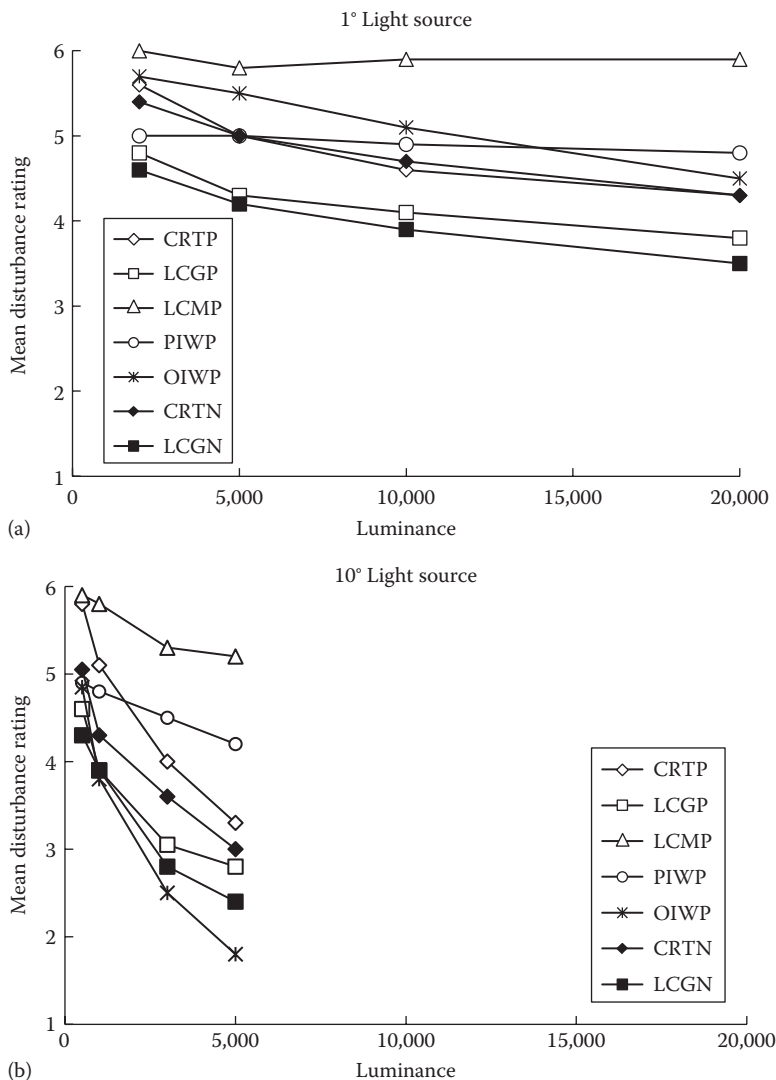 1° Light source
6
5
4
3
2
1
Mean disturbance rating
CRTP
LCGP
LCMP
PIWP
OIWP
CRTN
LCGN
0 5,000 10,000 15,000 20,000
(a) Luminance
10° Light source
6
5
4
3
2
1
Mean disturbance rating
CRTP
LCGP
LCMP
PIWP
OIWP
CRTN
LCGN
0 5,000 10,000 15,000 20,000
(b) Luminance